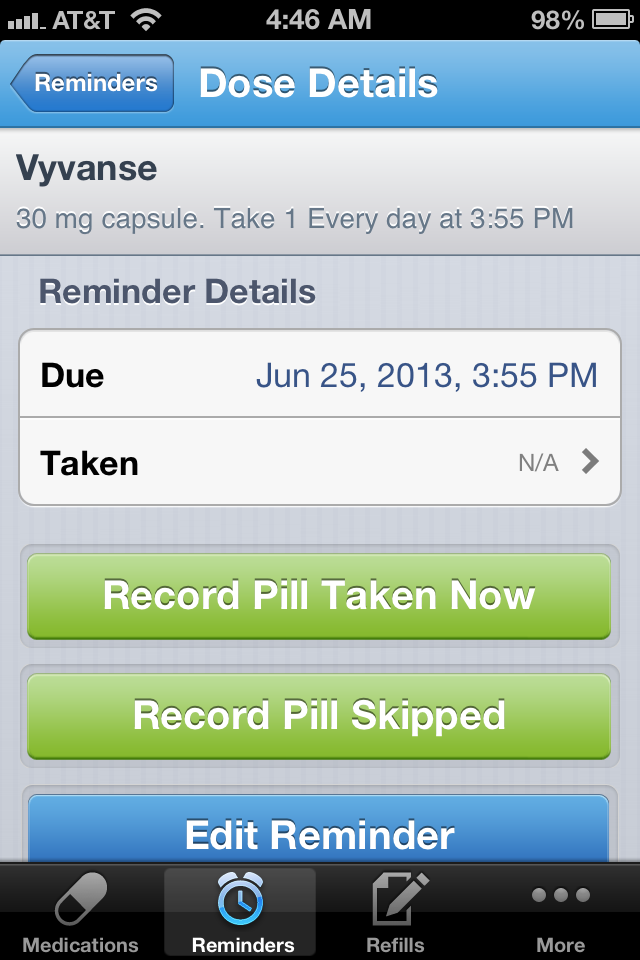 AT&T 4:46 AM 98%
Reminders Dose Details
Vyvanse
30 mg capsule. Take 1 Every day at 3:55 PM
Reminder Details
Due Jun 25, 2013, 3:55 PM
Taken N/A
Record Pill Taken Now
Record Pill Skipped
Edit Reminder
Medications Reminders Refills More